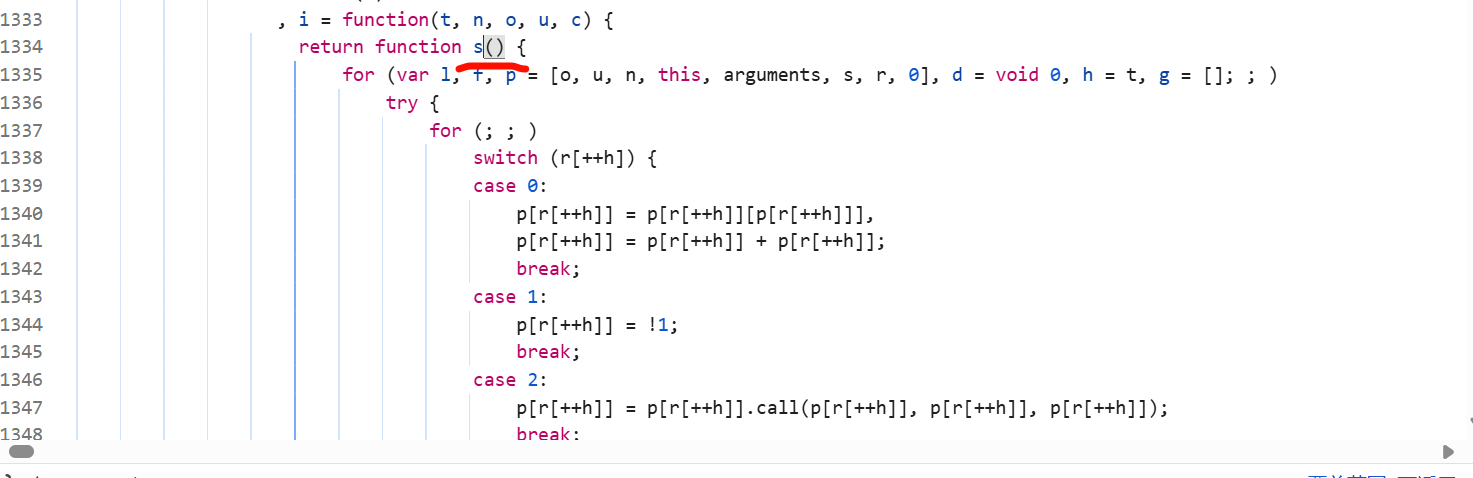 1333 , i = function(t, n, o, u, c) {
1334 return function s() {
1335 for (var l, f, p = [o, u, n, this, arguments, s, r, 0], d = void 0, h = t, g = []; ; )
1336 try {
1337 for (; ; )
1338 switch (r[++h]) {
1339 case 0:
1340 p[r[++h]] = p[r[++h]][p[r[++h]]],
1341 p[r[++h]] = p[r[++h]] + p[r[++h]];
1342 break;
1343 case 1:
1344 p[r[++h]] = !1;
1345 break;
1346 case 2:
1347 p[r[++h]] = p[r[++h]].call(p[r[++h]], p[r[++h]], p[r[++h]]);
1348 break;